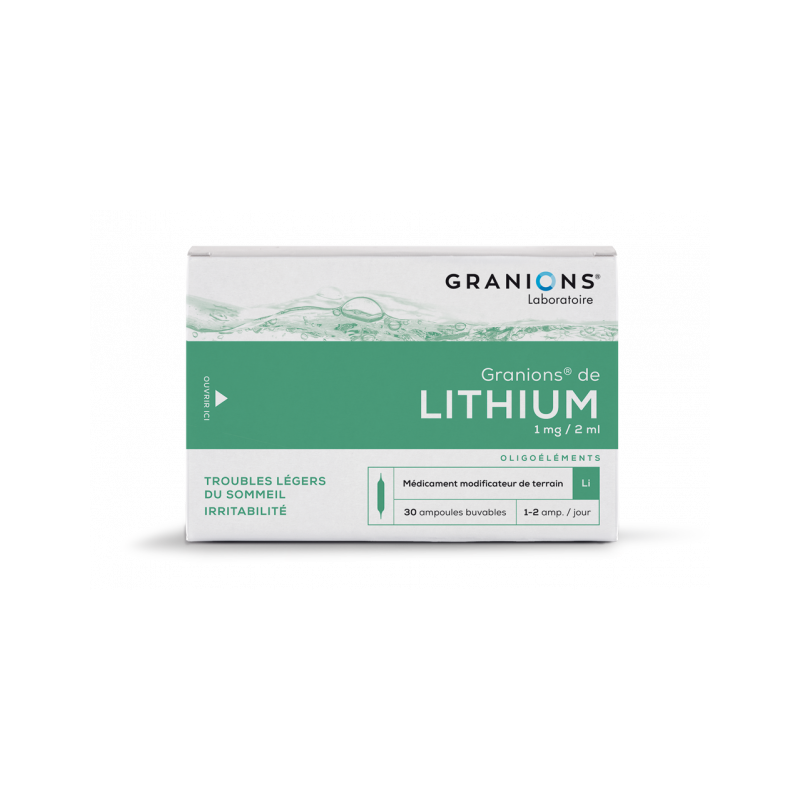 GRANIONS®
Laboratoire
OUVRIR ICI
Granions® de
LITHIUM
1 mg / 2 ml
OLIGOÉLÉMENTS
TROUBLES LÉGERS
DU SOMMEIL
IRRITABILITÉ
Médicament modificateur de terrain
Li
30 ampoules buvables
1-2 amp. / jour